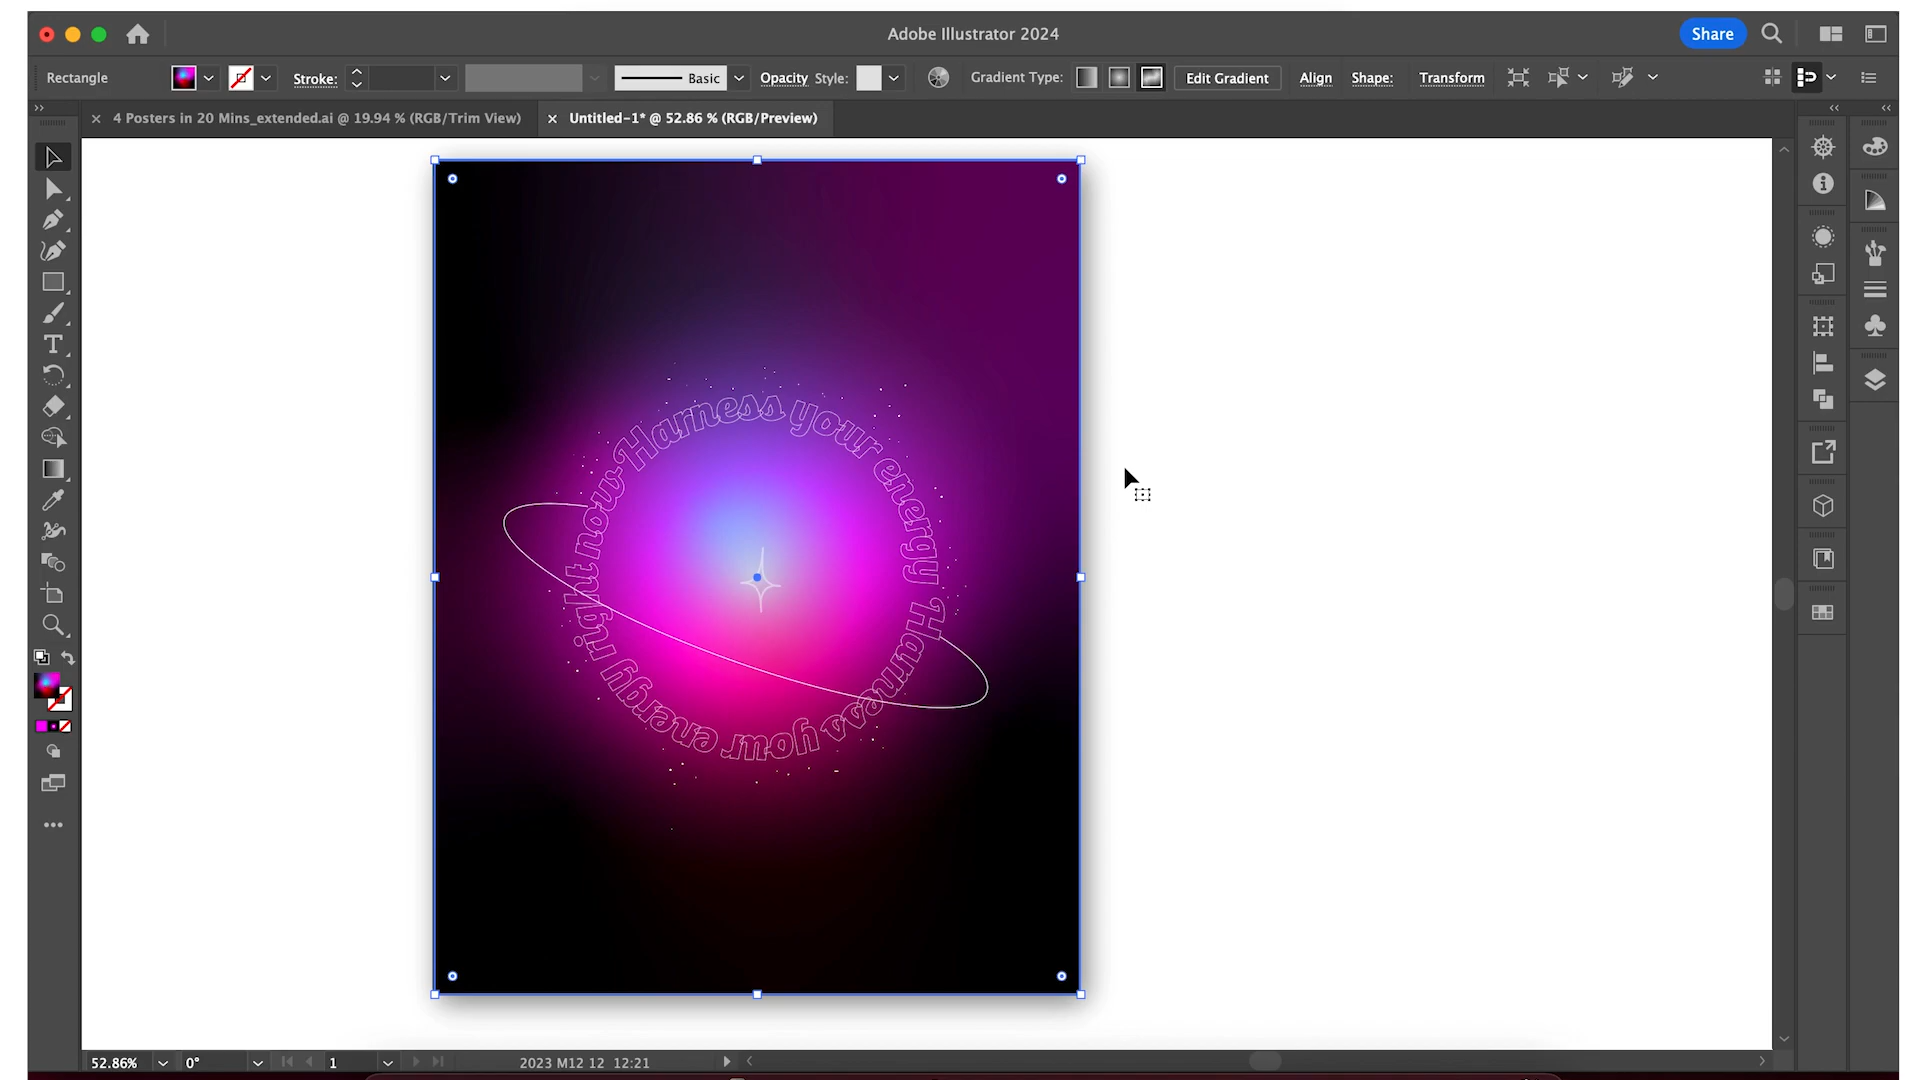 Adobe Illustrator 2024
Share
Rectangle
Stroke:
Basic
Opacity
Style:
Gradient Type:
Edit Gradient
Align
Shape:
Transform
4 Posters in 20 Mins_extended.ai @ 19.94 % (RGB/Trim View)
Untitled-1* @ 52.86 % (RGB/Preview)
Harness your energy Harness your energy right now
52.86%
0°
1
2023 M12 12 12:21